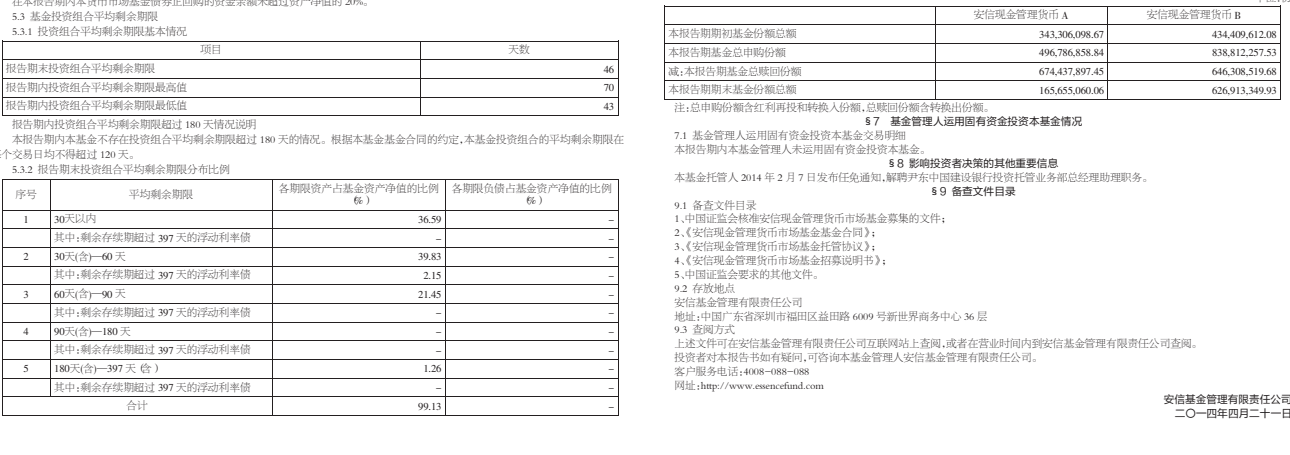 在本报告期内本货币市场基金债券正回购的资金余额未超过资产净值的 20%。
5.3 基金投资组合平均剩余期限
5.3.1 投资组合平均剩余期限基本情况
项目 天数
报告期末投资组合平均剩余期限 46
报告期内投资组合平均剩余期限最高值 70
报告期内投资组合平均剩余期限最低值 43
报告期内投资组合平均剩余期限超过 180 天情况说明
本报告期内本基金不存在投资组合平均剩余期限超过 180 天的情况。根据本基金基金合同的约定,本基金投资组合的平均剩余期限在
个交易日均不得超过 120 天。
5.3.2 报告期末投资组合平均剩余期限分布比例
序号 平均剩余期限 各期限资产占基金资产净值的比例(%) 各期限负债占基金资产净值的比例(%)
1 30天以内 36.59 –
其中:剩余存续期超过 397 天的浮动利率债 – –
2 30天(含)—60 天 39.83 –
其中:剩余存续期超过 397 天的浮动利率债 2.15 –
3 60天(含)—90 天 21.45 –
其中:剩余存续期超过 397 天的浮动利率债 – –
4 90天(含)—180 天 – –
其中:剩余存续期超过 397 天的浮动利率债 – –
5 180天(含)—397 天(含) 1.26 –
其中:剩余存续期超过 397 天的浮动利率债 – –
合计 99.13 –
安信现金管理货币 A 安信现金管理货币 B
本报告期期初基金份额总额 343,306,098.67 434,409,612.08
本报告期基金总申购份额 496,786,858.84 838,812,257.53
减:本报告期基金总赎回份额 674,437,897.45 646,308,519.68
本报告期期末基金份额总额 165,655,060.06 626,913,349.93
注:总申购份额含红利再投和转换入份额,总赎回份额含转换出份额。
§7 基金管理人运用固有资金投资本基金情况
7.1 基金管理人运用固有资金投资本基金交易明细
本报告期内本基金管理人未运用固有资金投资本基金。
§8 影响投资者决策的其他重要信息
本基金托管人 2014 年 2 月 7 日发布任免通知,解聘尹东中国建设银行投资托管业务部总经理助理职务。
§9 备查文件目录
9.1 备查文件目录
1、中国证监会核准安信现金管理货币市场基金募集的文件;
2、《安信现金管理货币市场基金基金合同》;
3、《安信现金管理货币市场基金托管协议》;
4、《安信现金管理货币市场基金招募说明书》;
5、中国证监会要求的其他文件。
9.2 存放地点
安信基金管理有限责任公司
地址:中国广东省深圳市福田区益田路 6009 号新世界商务中心 36 层
9.3 查阅方式
上述文件可在安信基金管理有限责任公司互联网站上查阅,或者在营业时间内到安信基金管理有限责任公司查阅。
投资者对本报告书如有疑问,可咨询本基金管理人安信基金管理有限责任公司。
客户服务电话:4008-088-088
网址:http://www.essencefund.com
安信基金管理有限责任公司
二〇一四年四月二十一日